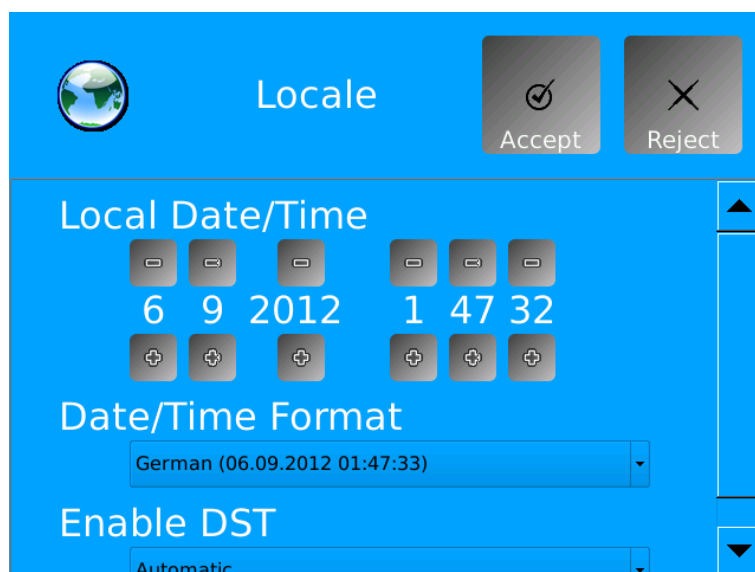 Locale
Accept
Reject
Local Date/Time
6 9 2012 1 47 32
Date/Time Format
German (06.09.2012 01:47:33)
Enable DST
Automatic